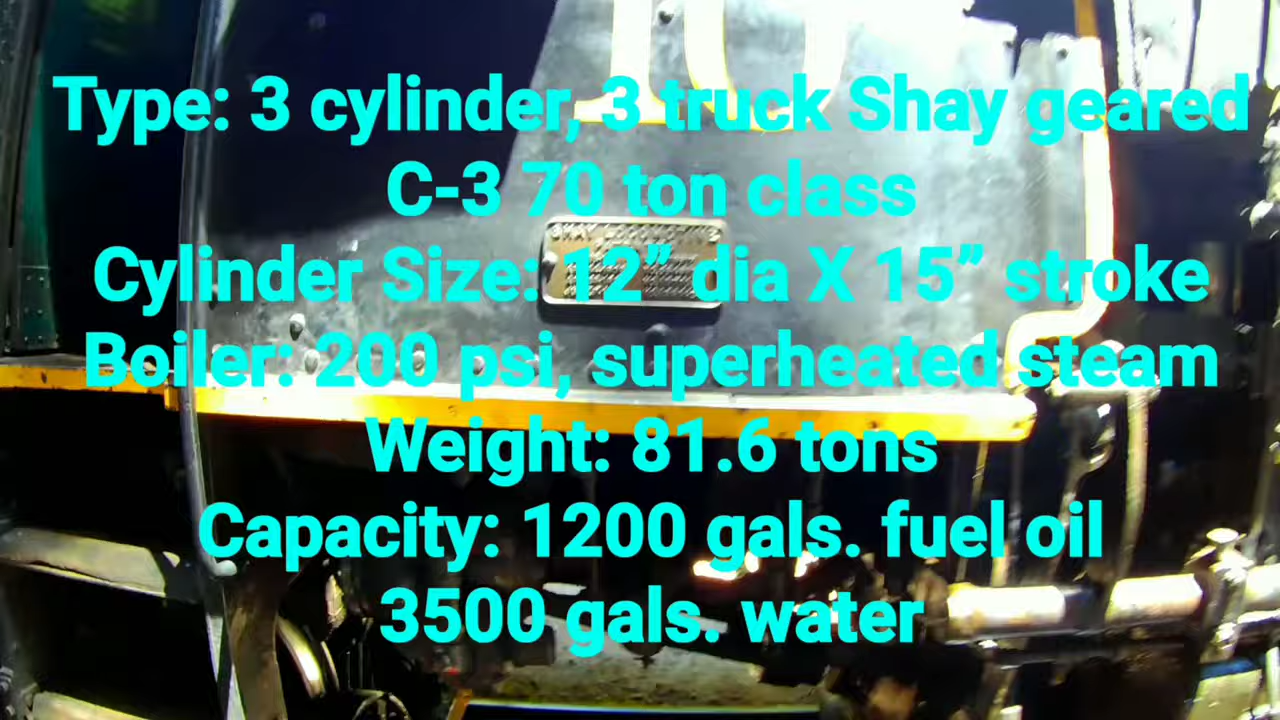 10
Type: 3 cylinder, 3 truck Shay geared
C-3 70 ton class
Cylinder Size: 12” dia X 15” stroke
Boiler: 200 psi, superheated steam
Weight: 81.6 tons
Capacity: 1200 gals. fuel oil
3500 gals. water